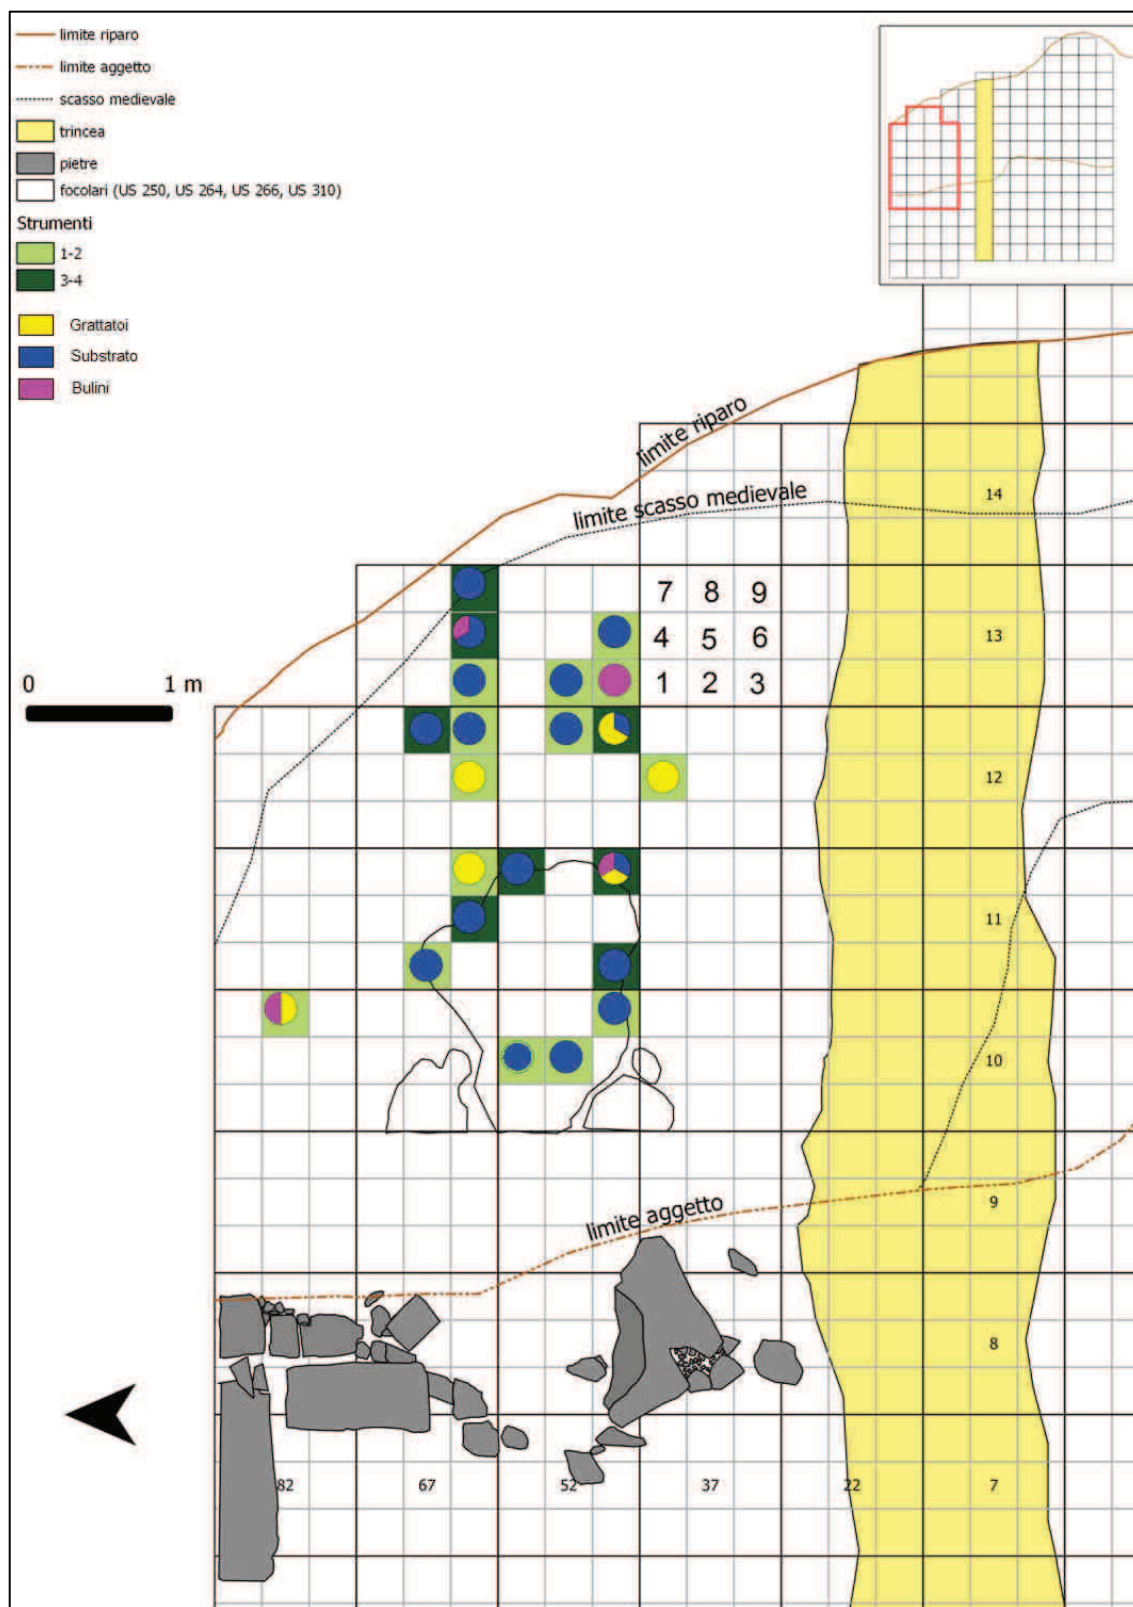 limite riparo
limite aggetto
scasso medievale
trincea
pietre
focolari (US 250, US 264, US 266, US 310)
Strumenti
1-2
3-4
Grattatoi
Substrato
Bulini
limite riparo
limite scasso medievale
14
7 8 9
4 5 6
13
1 2 3
0 1 m
12
11
10
limite aggetto
9
8
82 67 52 37 22 7